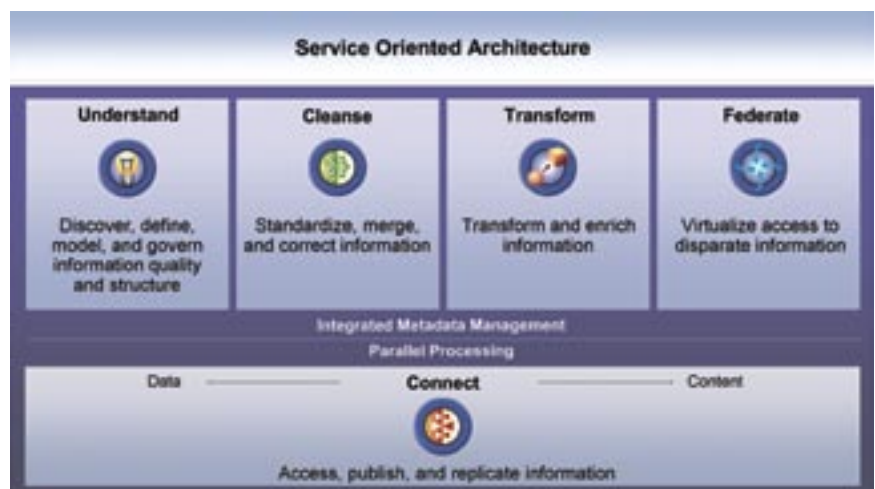 Service Oriented Architecture
Understand
Discover, define,
model, and govern
information quality
and structure
Cleanse
Standardize, merge,
and correct information
Transform
Transform and enrich
information
Federate
Virtualize access to
disparate information
Integrated Metadata Management
Parallel Processing
Data
Connect
Content
Access, publish, and replicate information